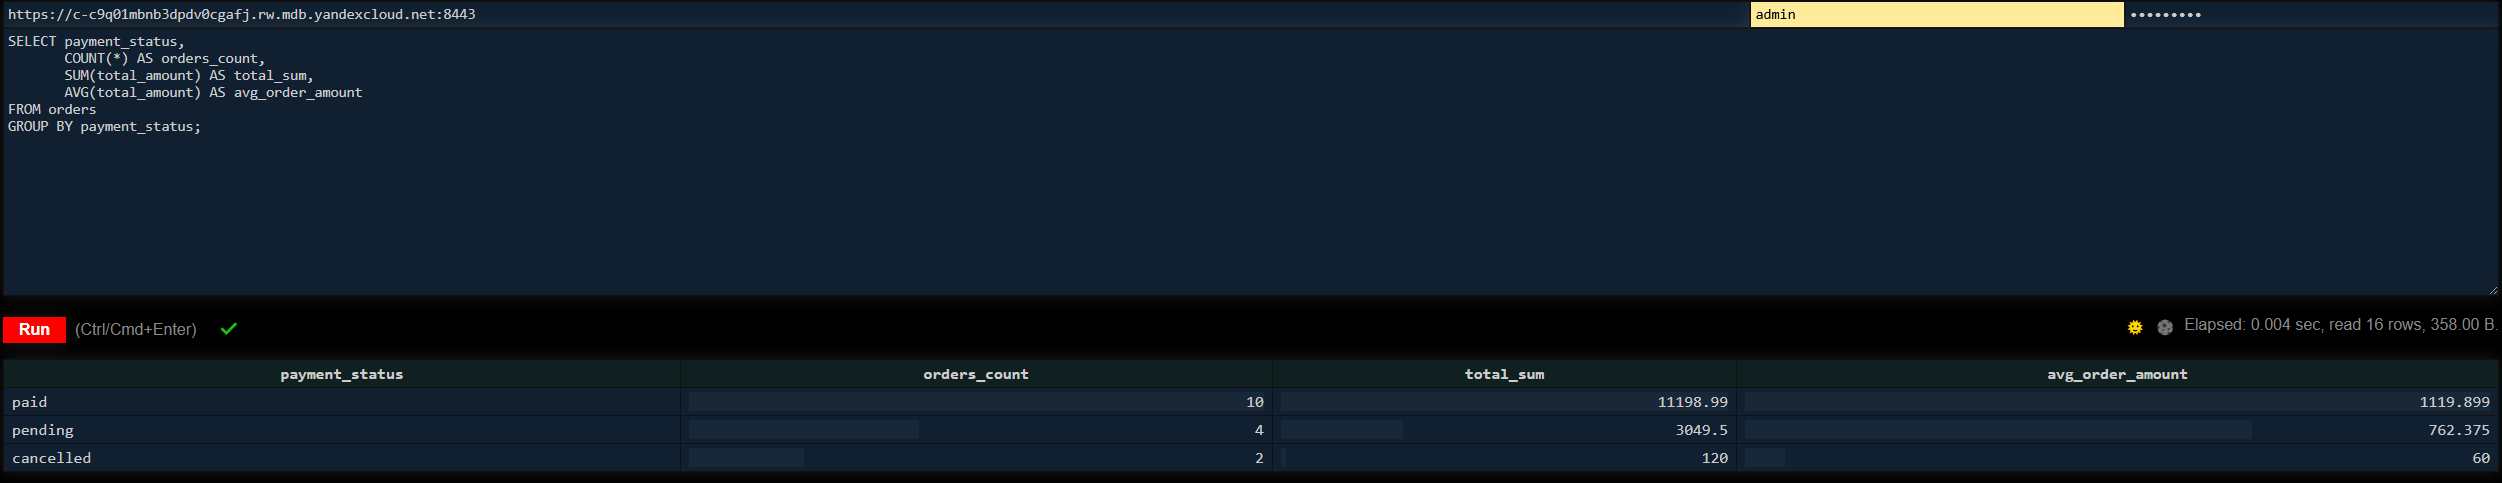 https://c-c9q01mbnb3dpdv0cgafj.rw.mdb.yandexcloud.net:8443 admin •••••••••
SELECT payment_status,
       COUNT(*) AS orders_count,
       SUM(total_amount) AS total_sum,
       AVG(total_amount) AS avg_order_amount
FROM orders
GROUP BY payment_status;
Run (Ctrl/Cmd+Enter) ✓ Elapsed: 0.004 sec, read 16 rows, 358.00 B.
payment_status orders_count total_sum avg_order_amount
paid 10 11198.99 1119.899
pending 4 3049.5 762.375
cancelled 2 120 60